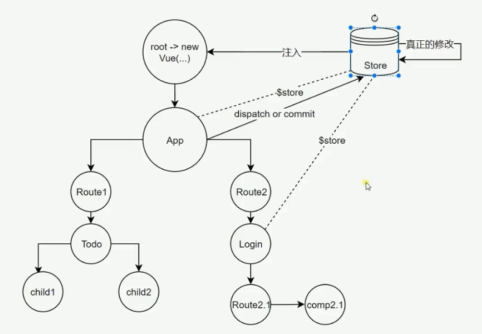 root -> new
Vue(...)
注入
真正的修改
Store
$store
dispatch or commit
App
$store
Route1
Route2
Todo
Login
child1
child2
Route2.1
comp2.1